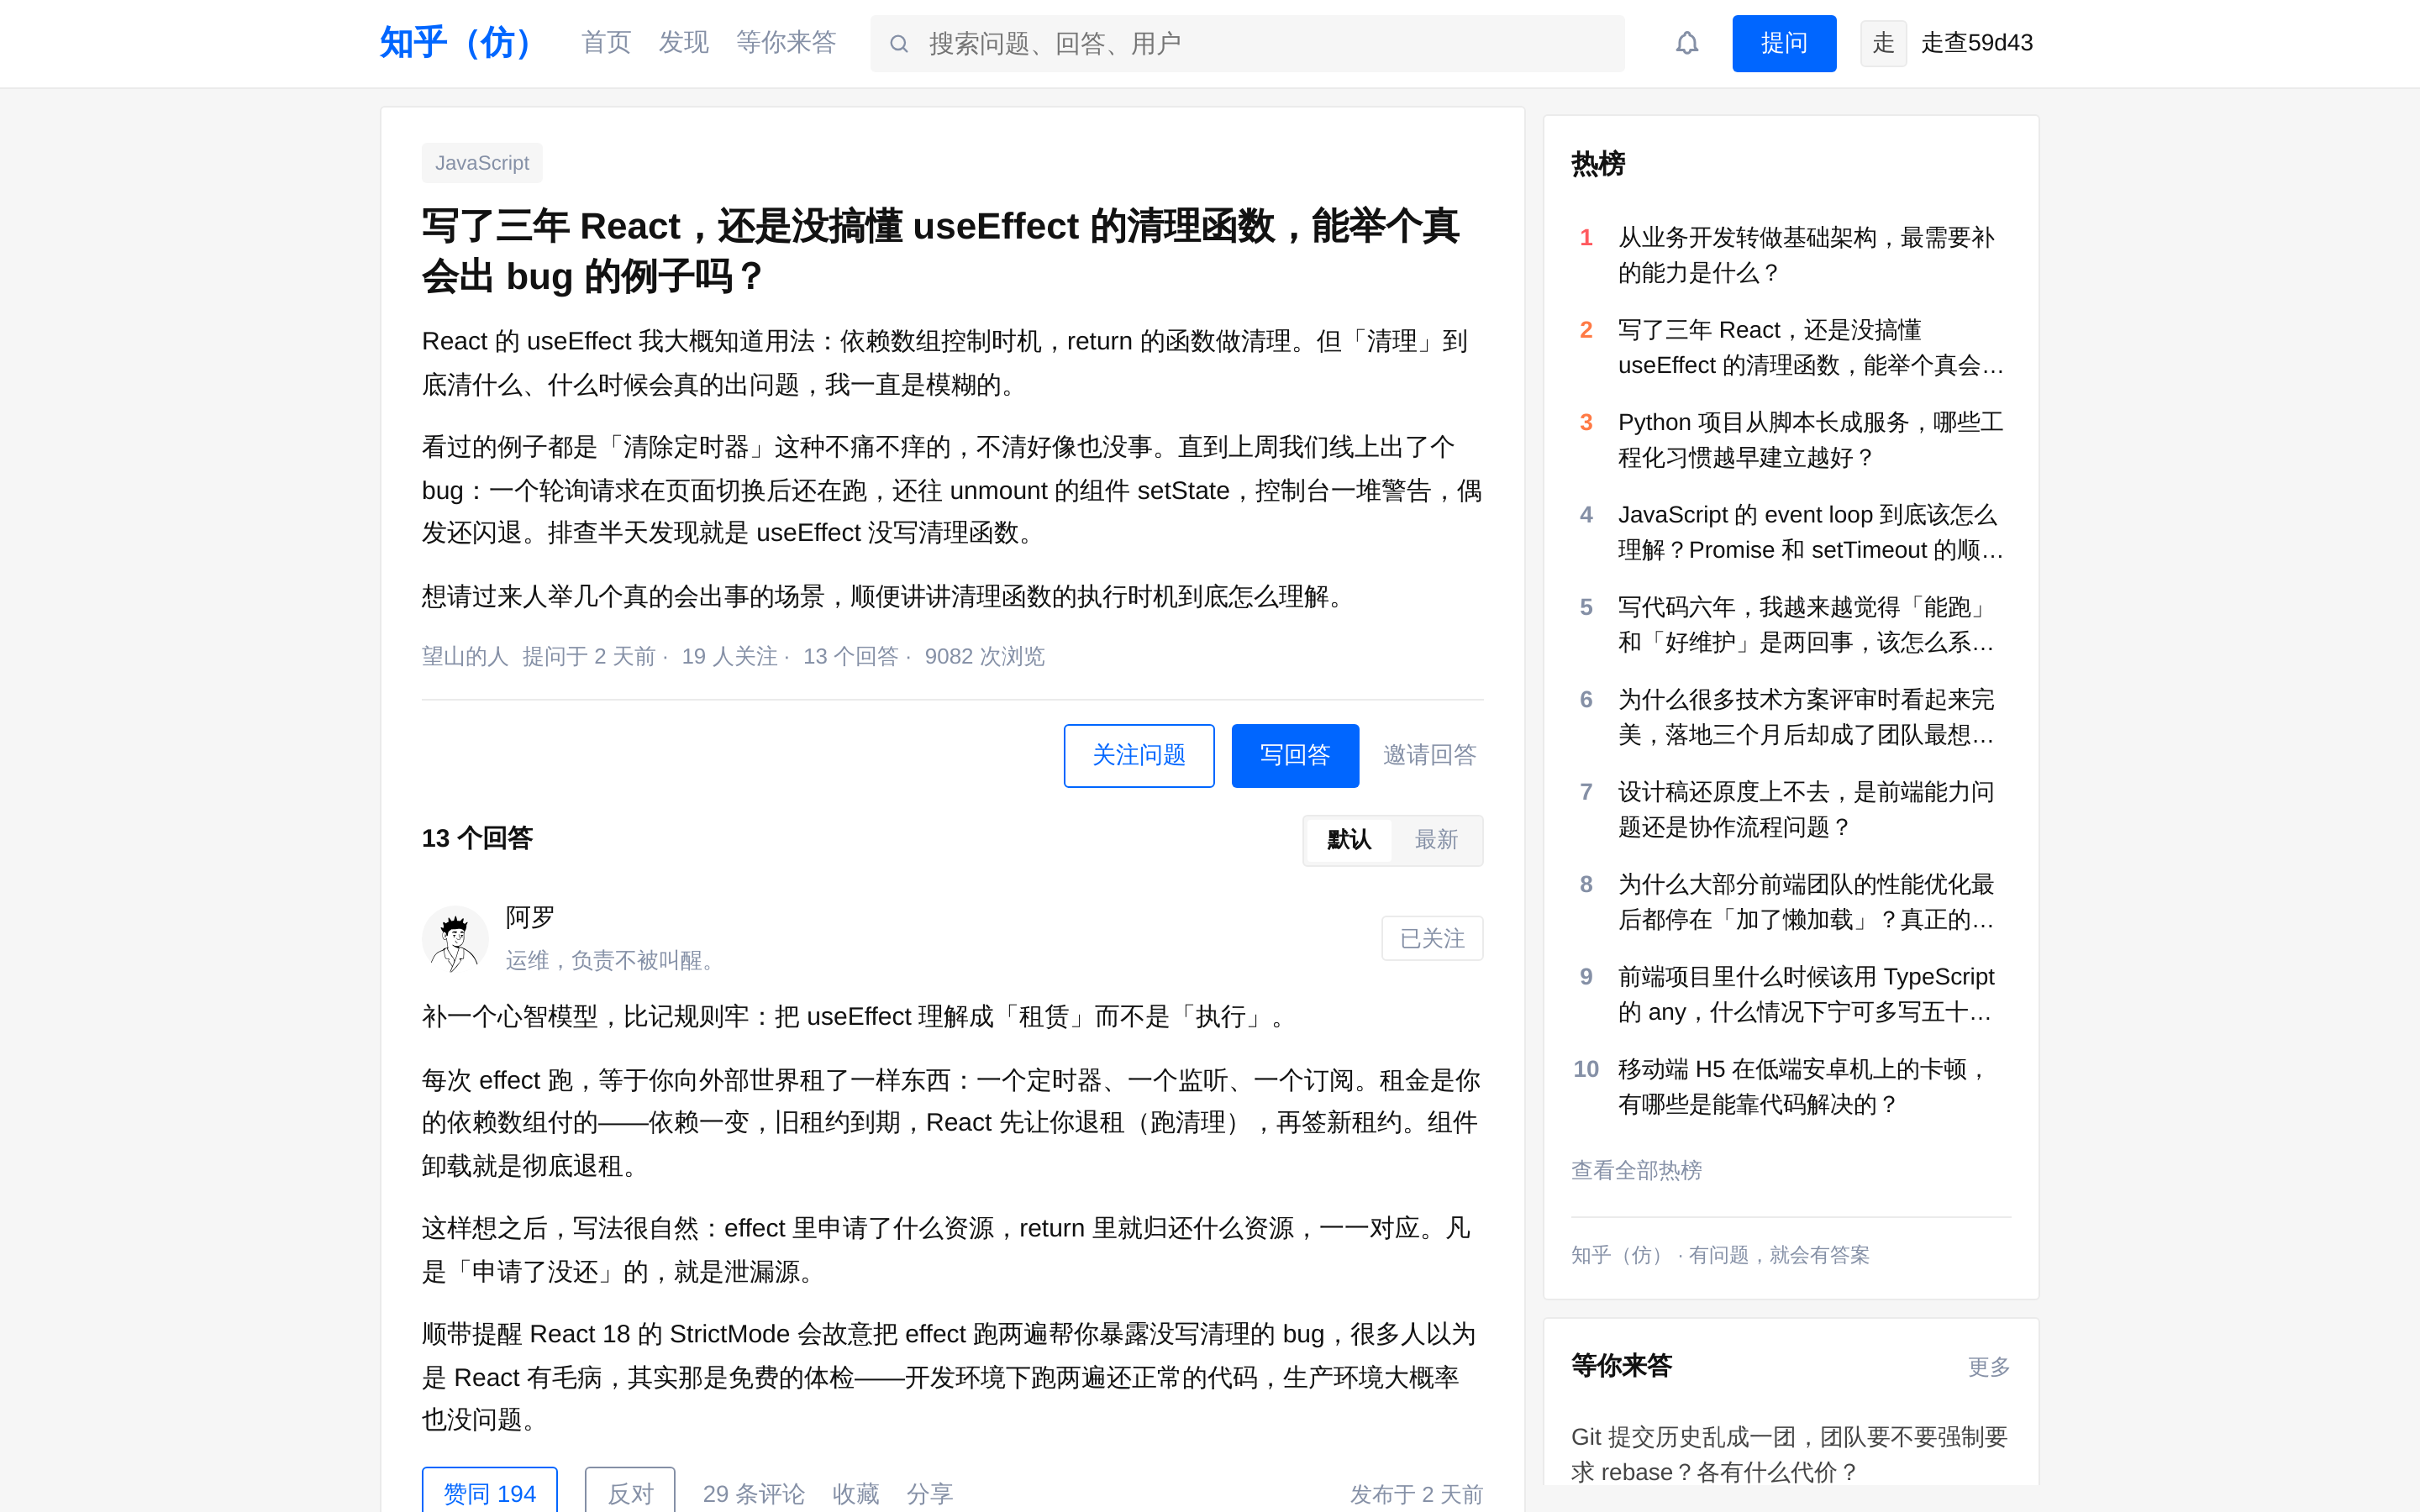 知乎（仿） 首页 发现 等你来答 搜索问题、回答、用户 提问 走 走查59d43
JavaScript
写了三年 React，还是没搞懂 useEffect 的清理函数，能举个真
会出 bug 的例子吗？
React 的 useEffect 我大概知道用法：依赖数组控制时机，return 的函数做清理。但「清理」到
底清什么、什么时候会真的出问题，我一直是模糊的。
看过的例子都是「清除定时器」这种不痛不痒的，不清好像也没事。直到上周我们线上出了个
bug：一个轮询请求在页面切换后还在跑，还往 unmount 的组件 setState，控制台一堆警告，偶
发还闪退。排查半天发现就是 useEffect 没写清理函数。
想请过来人举几个真的会出事的场景，顺便讲讲清理函数的执行时机到底怎么理解。
望山的人 提问于 2 天前 · 19 人关注 · 13 个回答 · 9082 次浏览
关注问题 写回答 邀请回答
13 个回答 默认 最新
阿罗
运维，负责不被叫醒。
已关注
补一个心智模型，比记规则牢：把 useEffect 理解成「租赁」而不是「执行」。
每次 effect 跑，等于你向外部世界租了一样东西：一个定时器、一个监听、一个订阅。租金是你
的依赖数组付的——依赖一变，旧租约到期，React 先让你退租（跑清理），再签新租约。组件
卸载就是彻底退租。
这样想之后，写法很自然：effect 里申请了什么资源，return 里就归还什么资源，一一对应。凡
是「申请了没还」的，就是泄漏源。
顺带提醒 React 18 的 StrictMode 会故意把 effect 跑两遍帮你暴露没写清理的 bug，很多人以为
是 React 有毛病，其实那是免费的体检——开发环境下跑两遍还正常的代码，生产环境大概率
也没问题。
赞同 194 反对 29 条评论 收藏 分享 发布于 2 天前
热榜
1 从业务开发转做基础架构，最需要补
的能力是什么？
2 写了三年 React，还是没搞懂
useEffect 的清理函数，能举个真会…
3 Python 项目从脚本长成服务，哪些工
程化习惯越早建立越好？
4 JavaScript 的 event loop 到底该怎么
理解？Promise 和 setTimeout 的顺…
5 写代码六年，我越来越觉得「能跑」
和「好维护」是两回事，该怎么系…
6 为什么很多技术方案评审时看起来完
美，落地三个月后却成了团队最想…
7 设计稿还原度上不去，是前端能力问
题还是协作流程问题？
8 为什么大部分前端团队的性能优化最
后都停在「加了懒加载」？真正的…
9 前端项目里什么时候该用 TypeScript
的 any，什么情况下宁可多写五十…
10 移动端 H5 在低端安卓机上的卡顿，
有哪些是能靠代码解决的？
查看全部热榜
知乎（仿） · 有问题，就会有答案
等你来答 更多
Git 提交历史乱成一团，团队要不要强制要
求 rebase？各有什么代价？